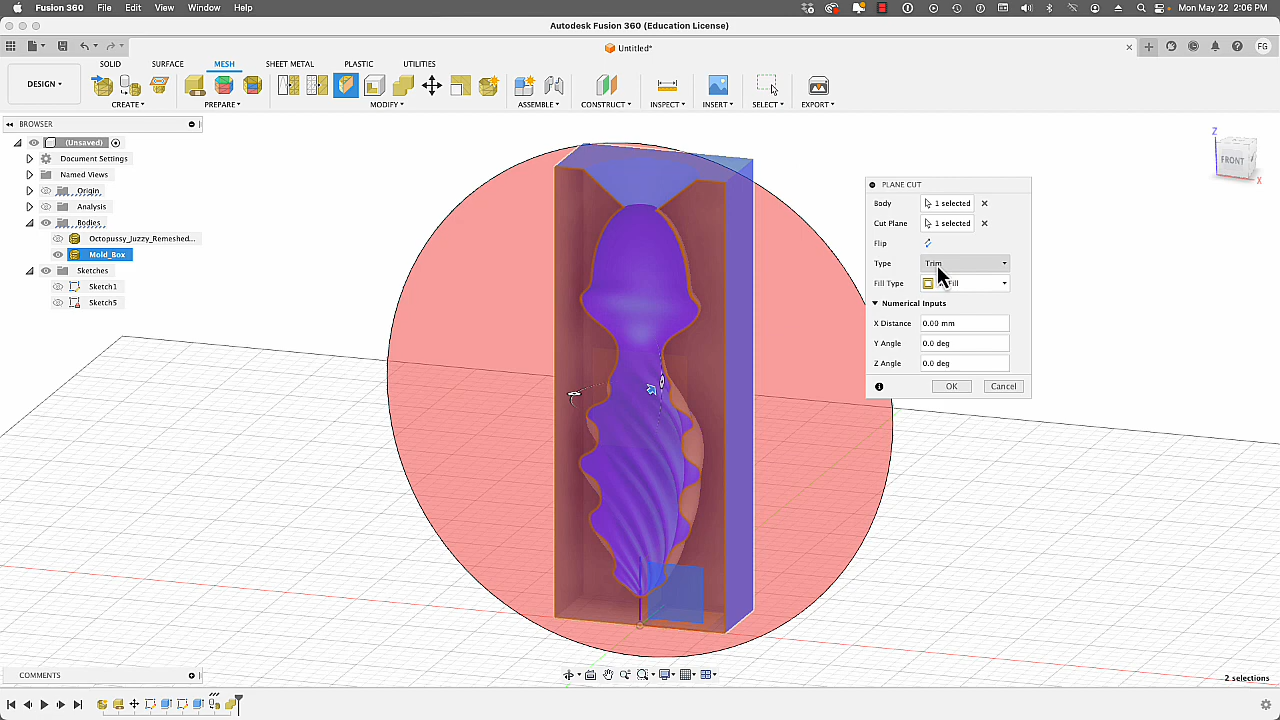 Fusion 360 File Edit View Window Help Mon May 22 2:06 PM
Autodesk Fusion 360 (Education License)
Untitled*
FG
SOLID SURFACE MESH SHEET METAL PLASTIC UTILITIES
DESIGN
CREATE PREPARE MODIFY ASSEMBLE CONSTRUCT INSPECT INSERT SELECT EXPORT
BROWSER
(Unsaved)
Document Settings
Named Views
Origin
Analysis
Bodies
Octopussy_Juzzy_Remeshed...
Mold_Box
Sketches
Sketch1
Sketch5
Z
FRONT
X
PLANE CUT
Body 1 selected
Cut Plane 1 selected
Flip
Type Trim
Fill Type Fill
Numerical Inputs
X Distance 0.00 mm
Y Angle 0.0 deg
Z Angle 0.0 deg
OK Cancel
COMMENTS
2 selections